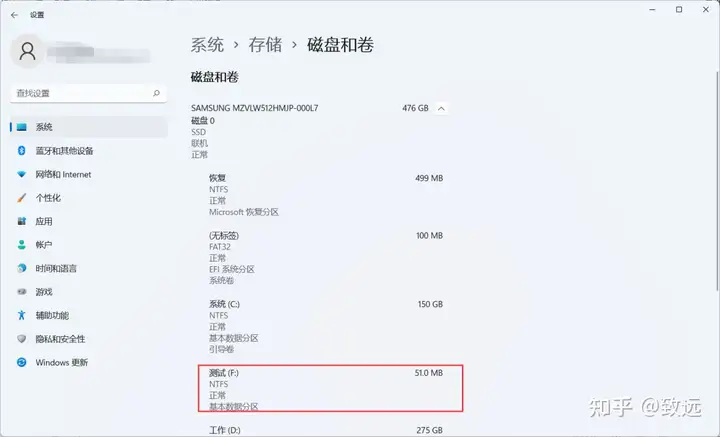 设置
系统 › 存储 › 磁盘和卷
磁盘和卷
查找设置
系统
蓝牙和其他设备
网络和 Internet
个性化
应用
帐户
时间和语言
游戏
辅助功能
隐私和安全性
Windows 更新
SAMSUNG MZVLW512HMJP-000L7 476 GB
磁盘 0
SSD
联机
正常
恢复 499 MB
NTFS
正常
Microsoft 恢复分区
(无标签) 100 MB
FAT32
正常
EFI 系统分区
系统卷
系统 (C:) 150 GB
NTFS
正常
基本数据分区
引导卷
测试 (F:) 51.0 MB
NTFS
正常
基本数据分区
工作 (D:) 275 GB
知乎 @致远